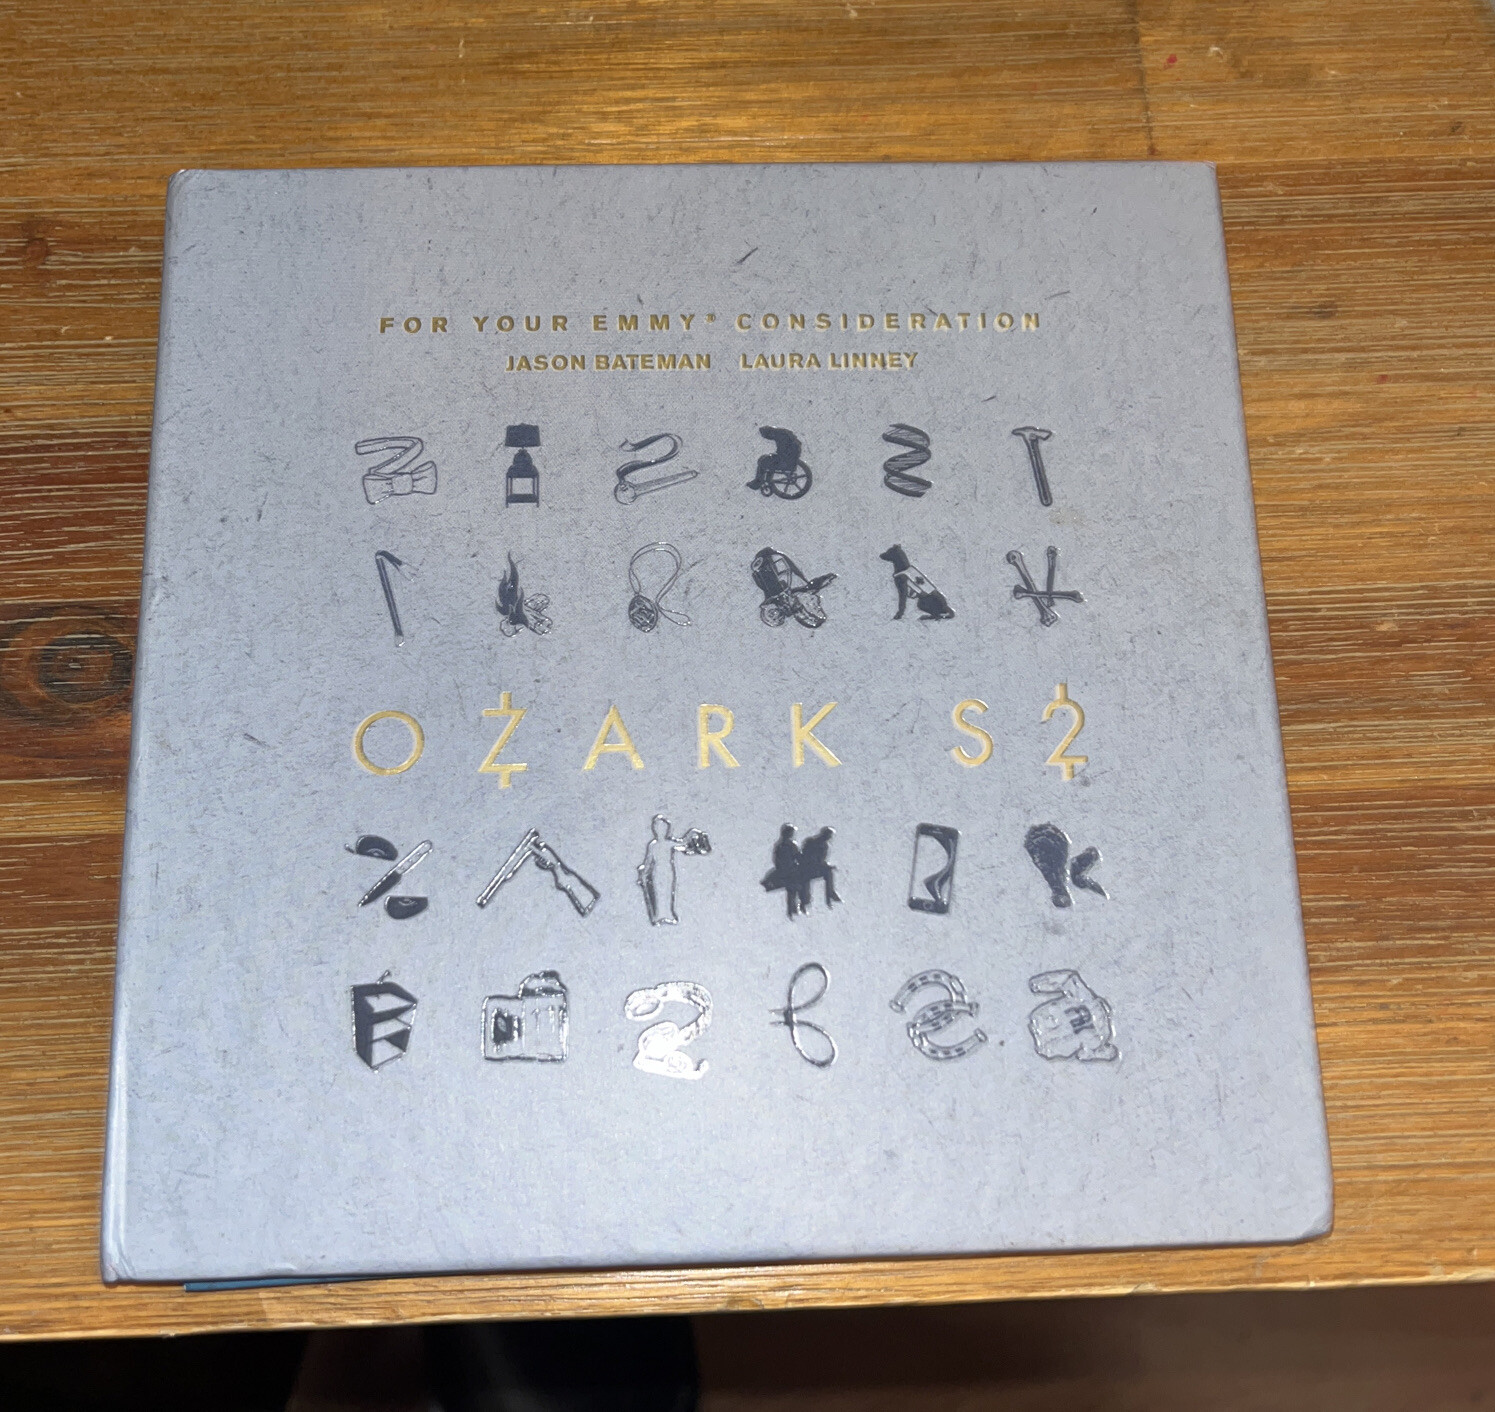 FOR YOUR EMMY® CONSIDERATION
JASON BATEMAN LAURA LINNEY
OZARK S2